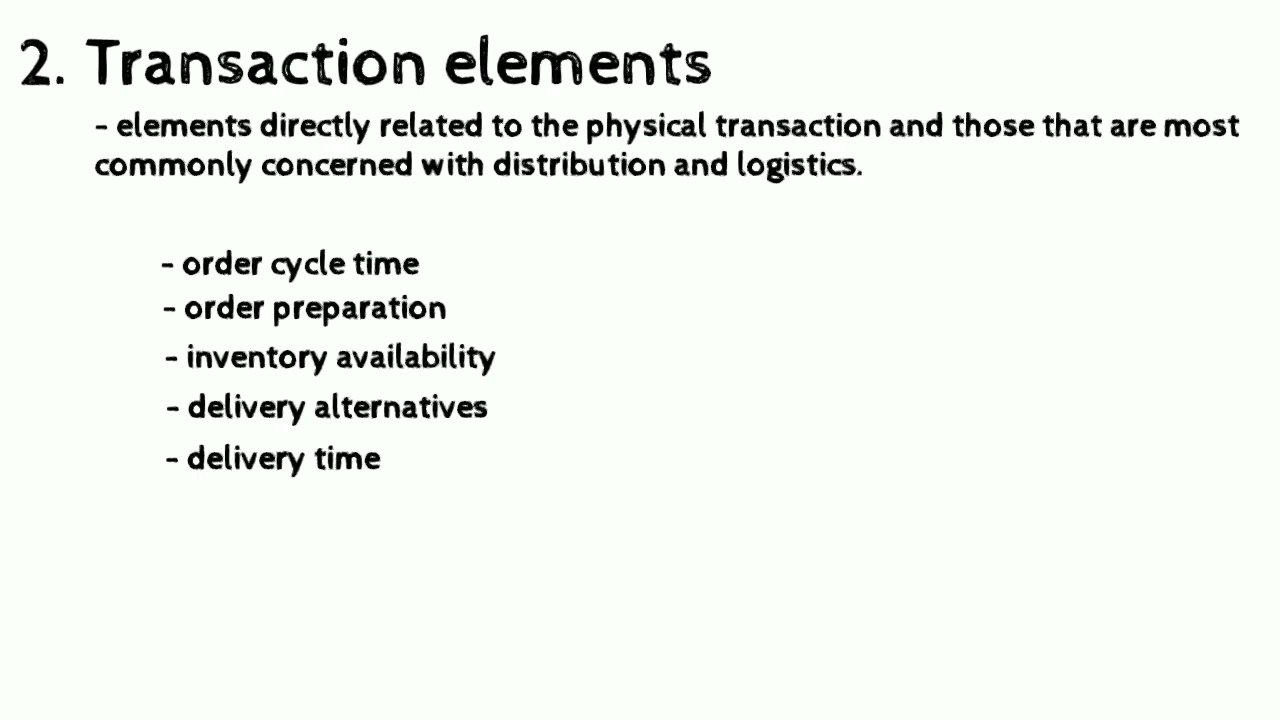 2. Transaction elements
- elements directly related to the physical transaction and those that are most
commonly concerned with distribution and logistics.
- order cycle time
- order preparation
- inventory availability
- delivery alternatives
- delivery time